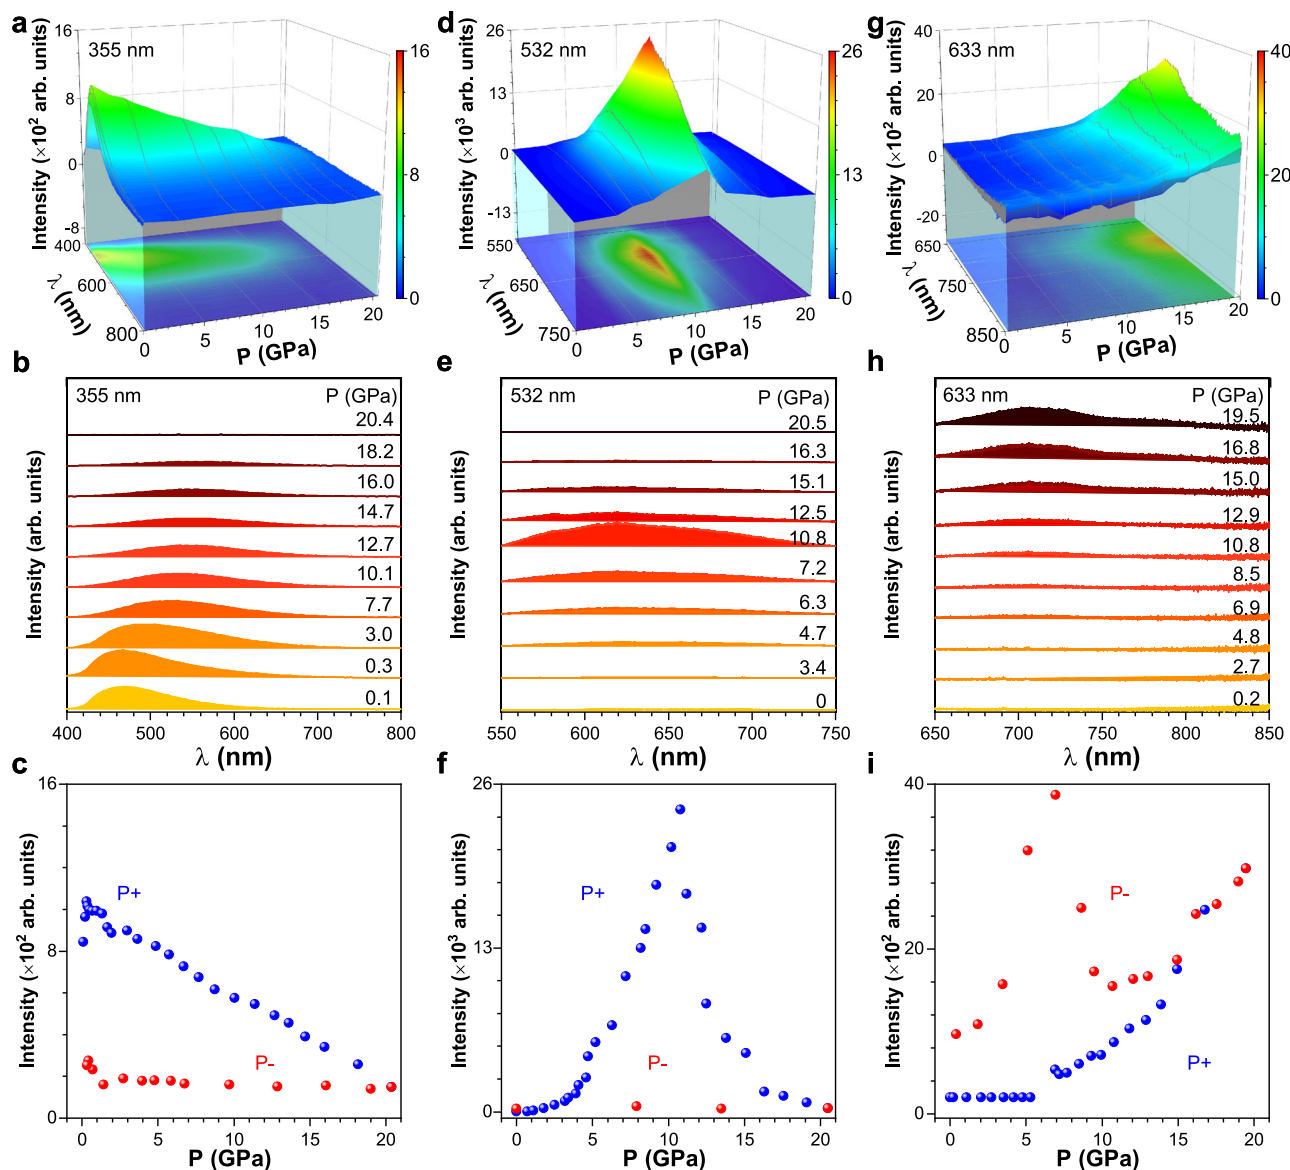 a
355 nm
Intensity (×10² arb. units)
16
8
0
-8
400
600
800
λ (nm)
0
5
10
15
20
P (GPa)
16
8
0
d
532 nm
Intensity (×10³ arb. units)
26
13
0
-13
550
650
750
λ (nm)
0
5
10
15
20
P (GPa)
26
13
0
g
633 nm
Intensity (×10² arb. units)
40
20
0
-20
650
750
850
λ (nm)
0
5
10
15
20
P (GPa)
40
20
0
b
355 nm
P (GPa)
20.4
18.2
16.0
14.7
12.7
10.1
7.7
3.0
0.3
0.1
Intensity (arb. units)
400 500 600 700 800
λ (nm)
e
532 nm
P (GPa)
20.5
16.3
15.1
12.5
10.8
7.2
6.3
4.7
3.4
0
Intensity (arb. units)
550 600 650 700 750
λ (nm)
h
633 nm
P (GPa)
19.5
16.8
15.0
12.9
10.8
8.5
6.9
4.8
2.7
0.2
Intensity (arb. units)
650 700 750 800 850
λ (nm)
c
Intensity (×10² arb. units)
16
8
0
P+
P-
0 5 10 15 20
P (GPa)
f
Intensity (×10³ arb. units)
26
13
0
P+
P-
0 5 10 15 20
P (GPa)
i
Intensity (×10² arb. units)
40
20
0
P-
P+
0 5 10 15 20
P (GPa)